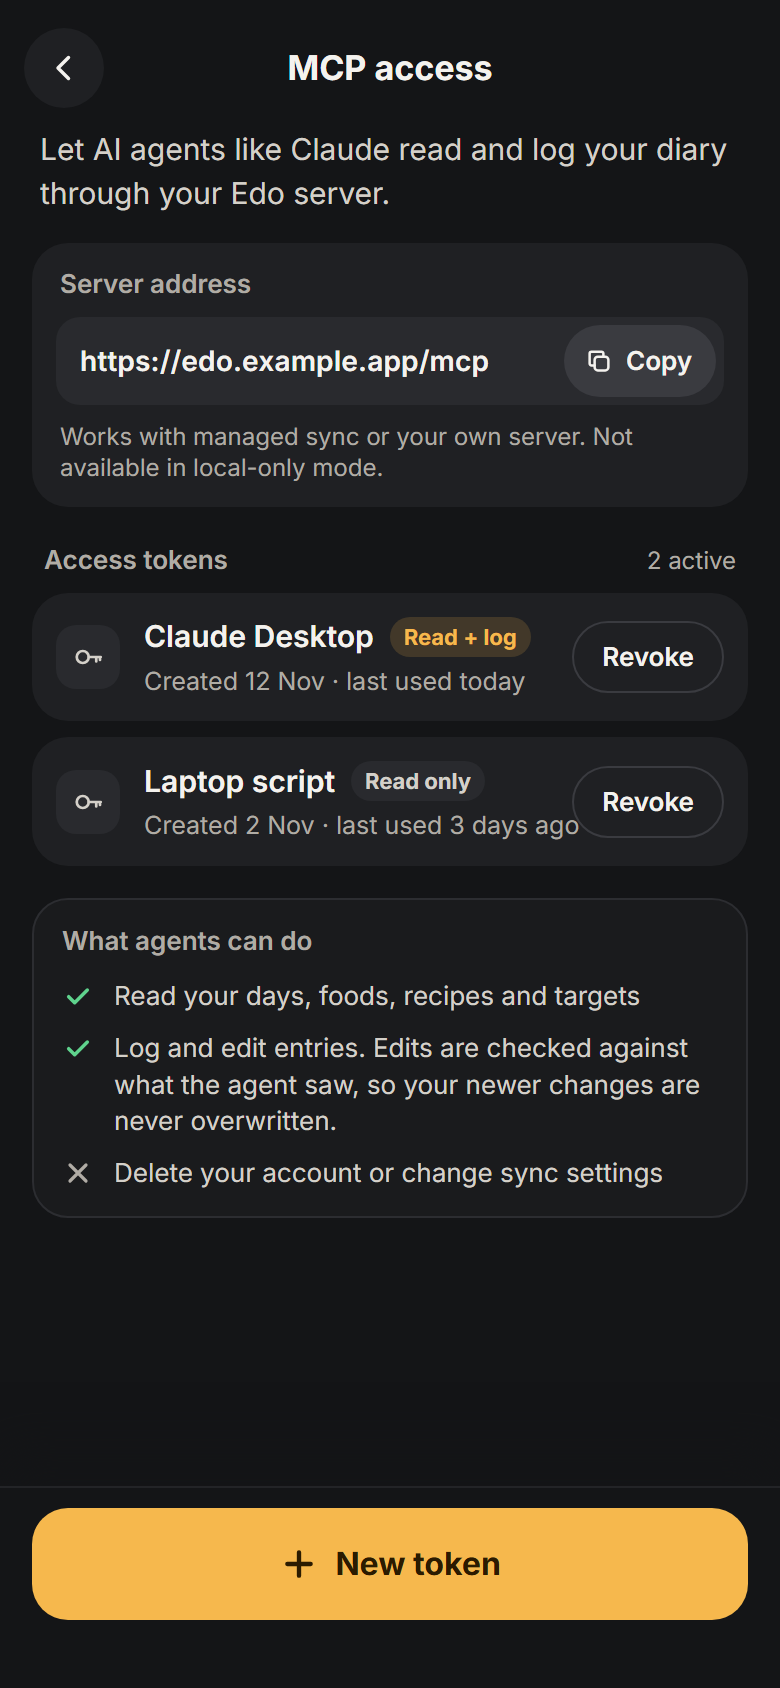 MCP access
Let AI agents like Claude read and log your diary
through your Edo server.
Server address
https://edo.example.app/mcp
Copy
Works with managed sync or your own server. Not
available in local-only mode.
Access tokens
2 active
Claude Desktop
Read + log
Created 12 Nov · last used today
Revoke
Laptop script
Read only
Created 2 Nov · last used 3 days ago
Revoke
What agents can do
Read your days, foods, recipes and targets
Log and edit entries. Edits are checked against
what the agent saw, so your newer changes are
never overwritten.
Delete your account or change sync settings
New token